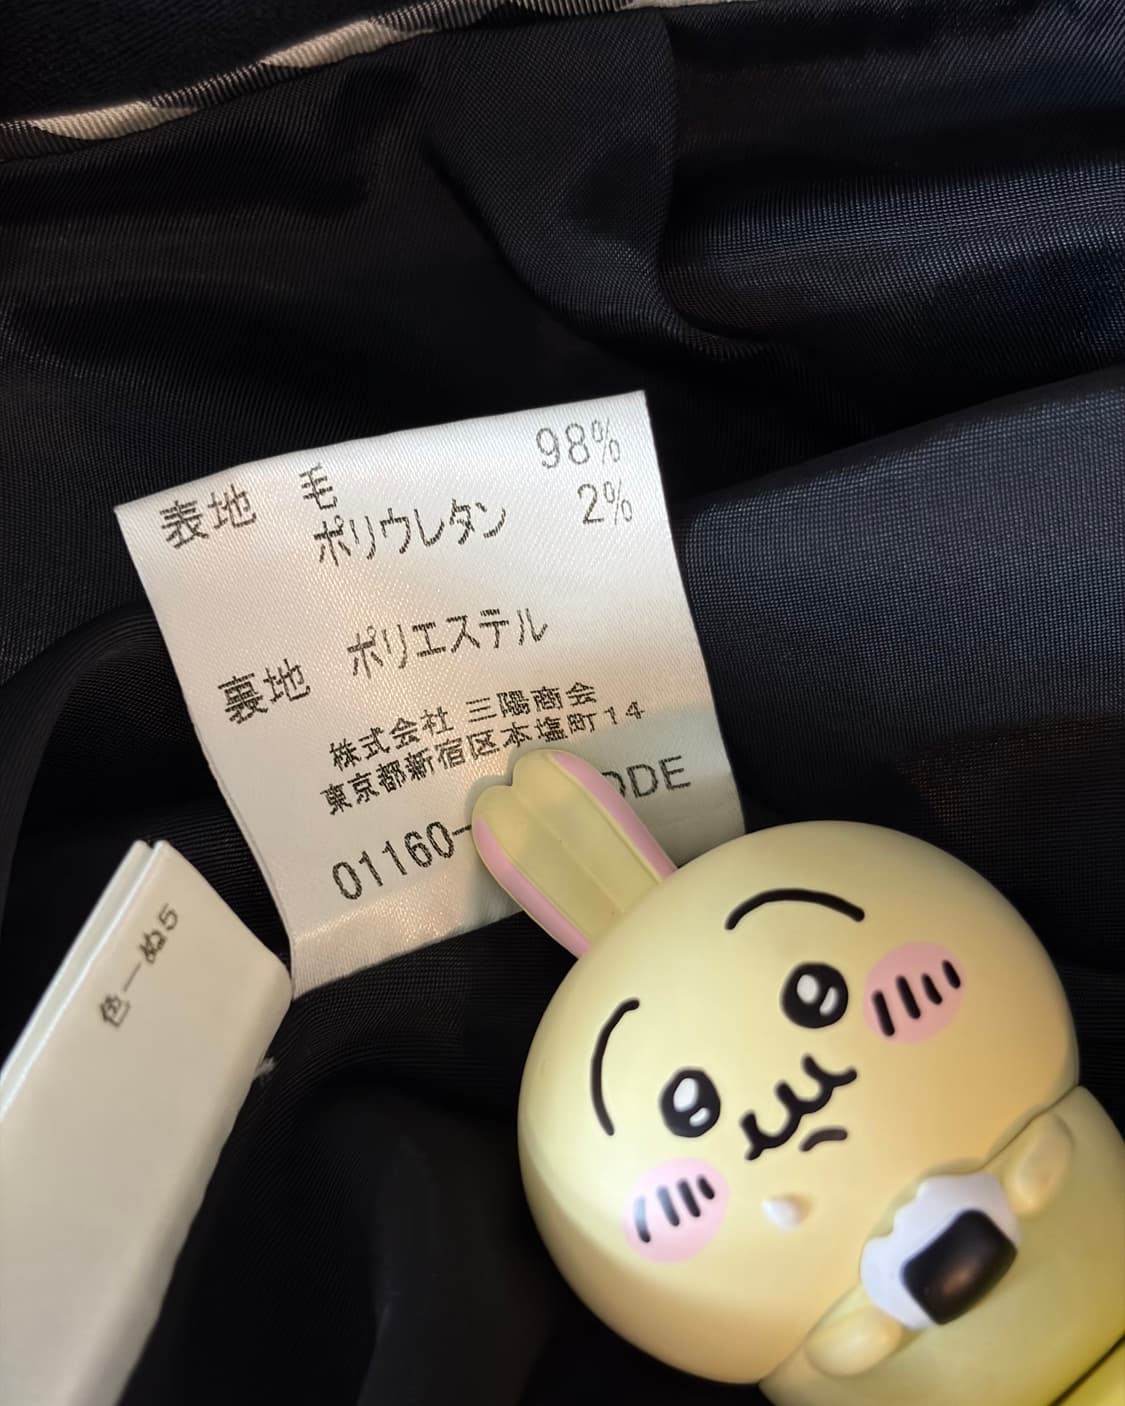 表地 毛 98%
ポリウレタン 2%
裏地 ポリエステル
株式会社 三陽商会
東京都新宿区本塩町14
01160-
色—ぬ5